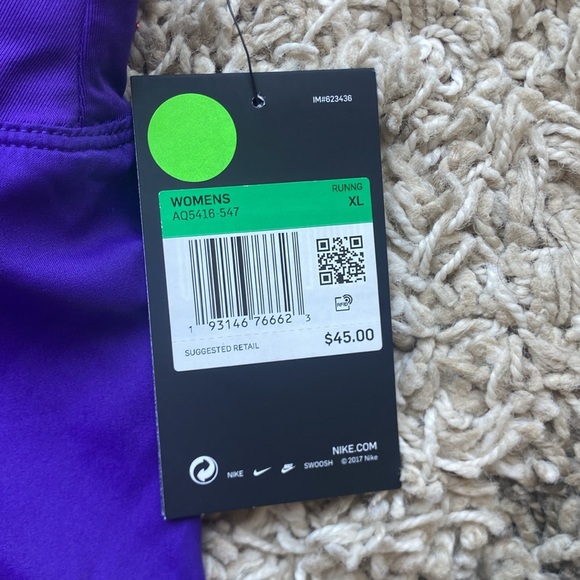 IM#623436
WOMENS RUNNG
AQ5416-547 XL
1 93146 76662 3
$45.00
SUGGESTED RETAIL
NIKE.COM
NIKE SWOOSH © 2017 Nike